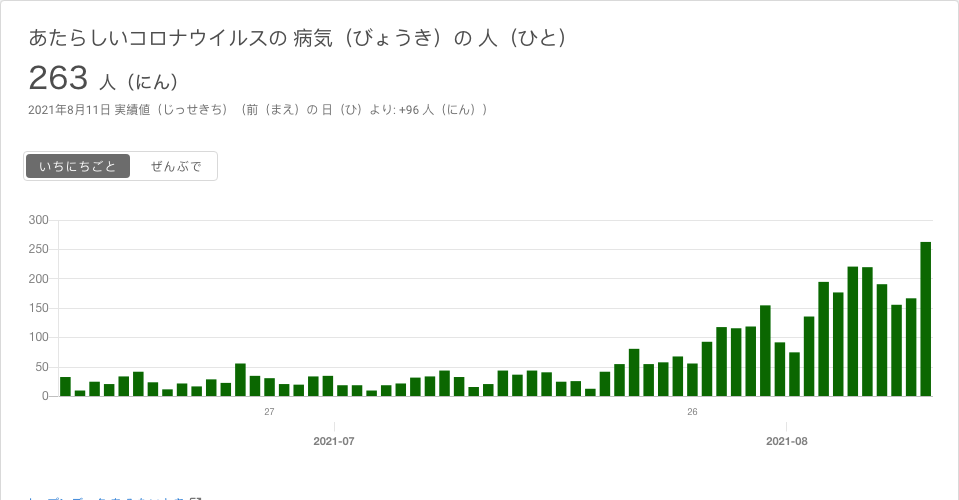 あたらしいコロナウイルスの 病気（びょうき）の 人（ひと）
263 人（にん）
2021年8月11日 実績値（じっせきち）（前（まえ）の 日（ひ）より: +96 人（にん））
いちにちごと ぜんぶで
300
250
200
150
100
50
0
27 26
2021-07 2021-08